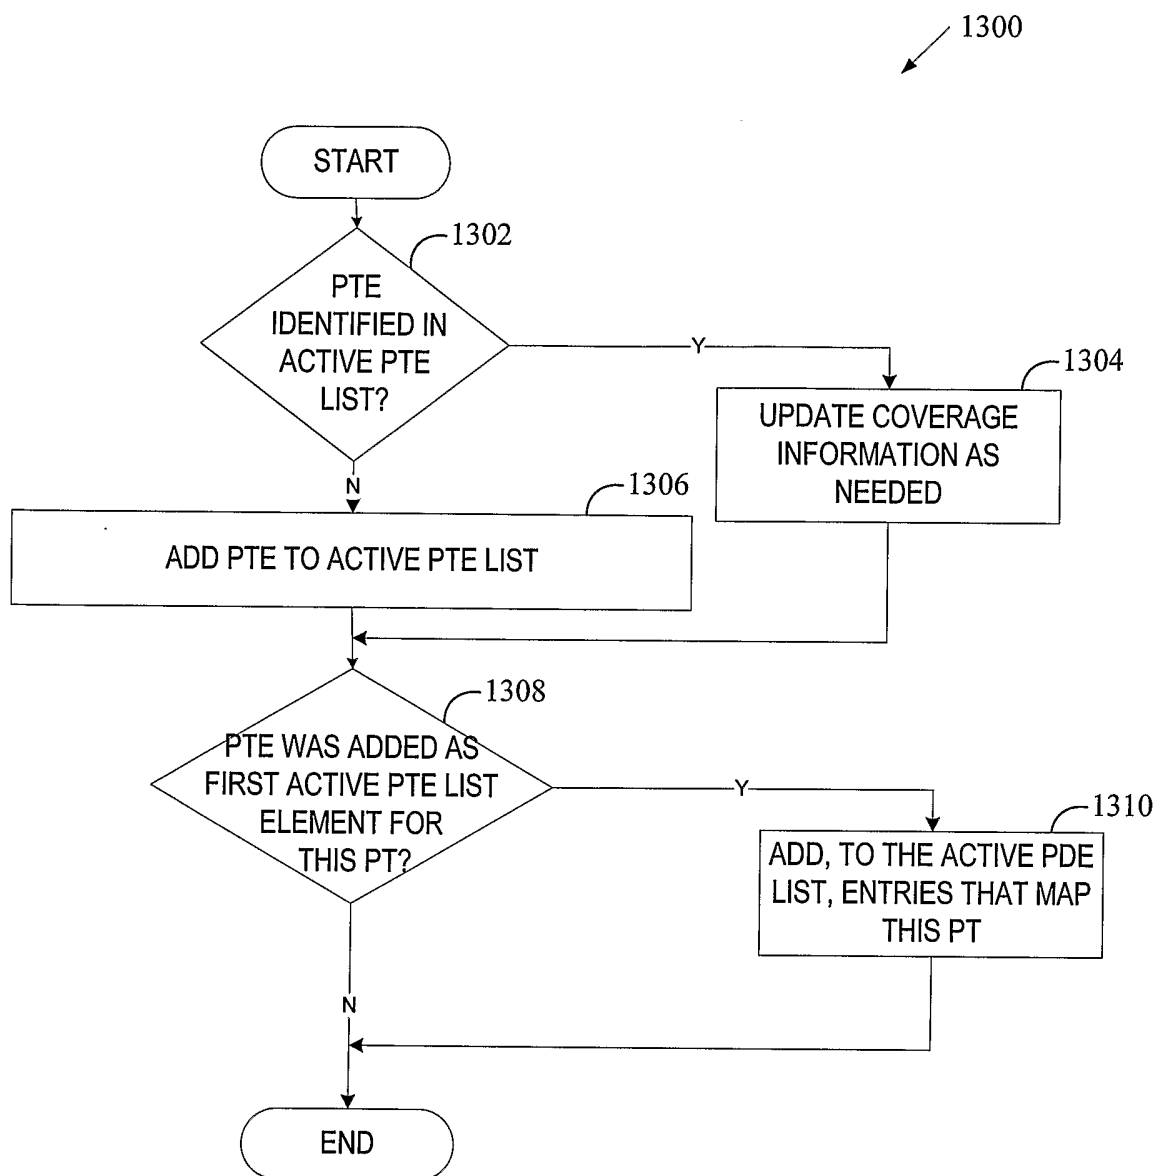 1300
START
1302
PTE
IDENTIFIED IN
ACTIVE PTE
LIST?
Y
1304
UPDATE COVERAGE
INFORMATION AS
NEEDED
N
1306
ADD PTE TO ACTIVE PTE LIST
1308
PTE WAS ADDED AS
FIRST ACTIVE PTE LIST
ELEMENT FOR
THIS PT?
Y
1310
ADD, TO THE ACTIVE PDE
LIST, ENTRIES THAT MAP
THIS PT
N
END